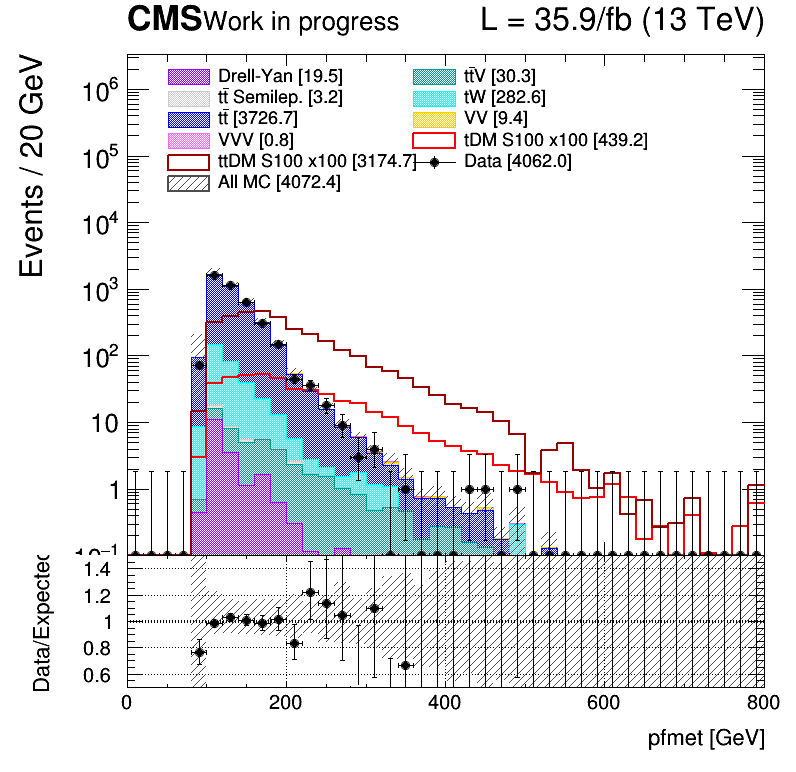 CMS Work in progress L = 35.9/fb (13 TeV)
Events / 20 GeV
Drell-Yan [19.5] tt̄V [30.3]
tt̄ Semilep. [3.2] tW [282.6]
tt̄ [3726.7] VV [9.4]
VVV [0.8] tDM S100 x100 [439.2]
ttDM S100 x100 [3174.7] Data [4062.0]
All MC [4072.4]
10⁶
10⁵
10⁴
10³
10²
10
1
10⁻¹
Data/Expected
1.4
1.2
1
0.8
0.6
0 200 400 600 800
pfmet [GeV]